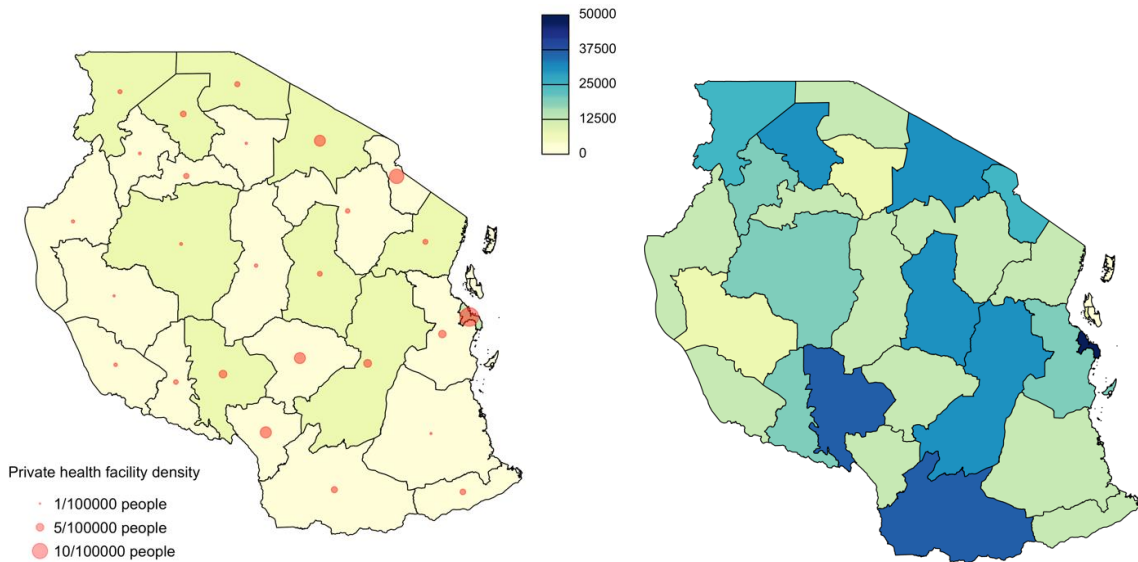 50000
37500
25000
12500
0
Private health facility density
1/100000 people
5/100000 people
10/100000 people